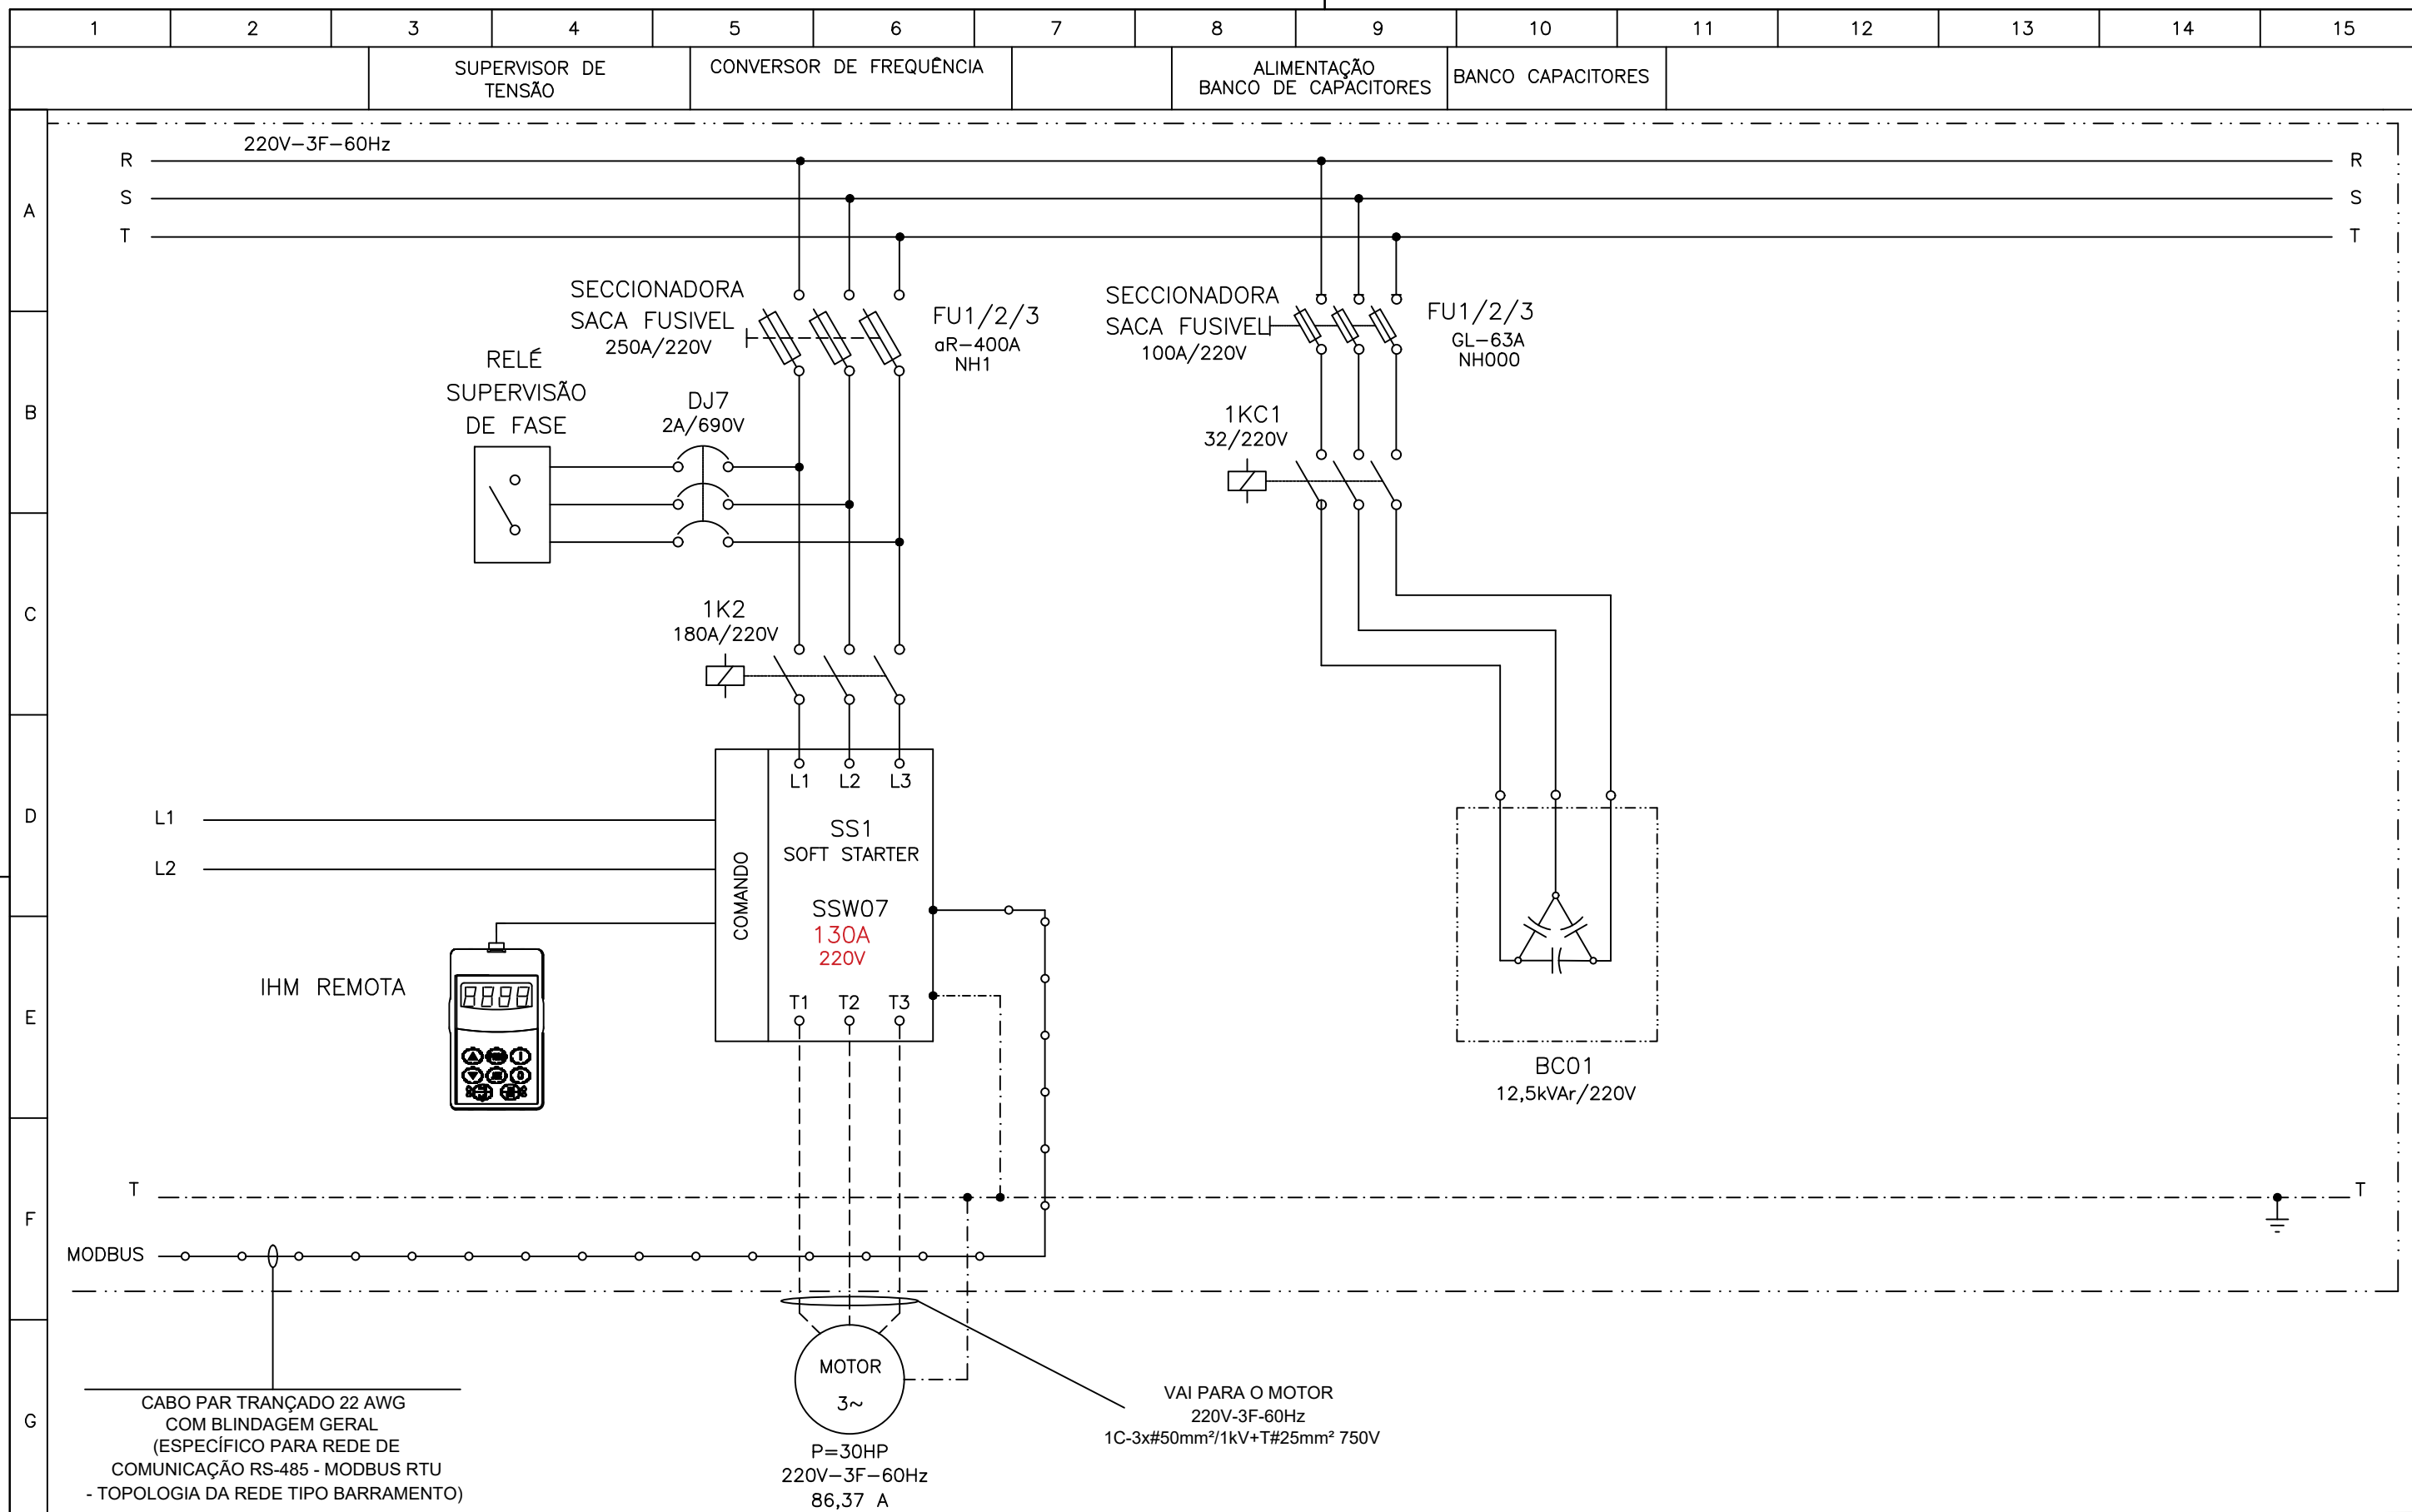 1 2 3 4 5 6 7 8 9 10 11 12 13 14 15
SUPERVISOR DE
TENSÃO
CONVERSOR DE FREQUÊNCIA
ALIMENTAÇÃO
BANCO DE CAPACITORES
BANCO CAPACITORES
A
B
C
D
E
F
G
220V-3F-60Hz
R R
S S
T T
SECCIONADORA
SACA FUSIVEL
250A/220V
FU1/2/3
aR-400A
NH1
SECCIONADORA
SACA FUSIVEL
100A/220V
FU1/2/3
GL-63A
NH000
RELÉ
SUPERVISÃO
DE FASE
DJ7
2A/690V
1KC1
32/220V
1K2
180A/220V
L1 L2 L3
L1
L2
COMANDO
SS1
SOFT STARTER
SSW07
130A
220V
T1 T2 T3
IHM REMOTA
BC01
12,5kVAr/220V
T T
MODBUS
CABO PAR TRANÇADO 22 AWG
COM BLINDAGEM GERAL
(ESPECÍFICO PARA REDE DE
COMUNICAÇÃO RS-485 - MODBUS RTU
- TOPOLOGIA DA REDE TIPO BARRAMENTO)
MOTOR
3~
P=30HP
220V-3F-60Hz
86,37 A
VAI PARA O MOTOR
220V-3F-60Hz
1C-3x#50mm²/1kV+T#25mm² 750V